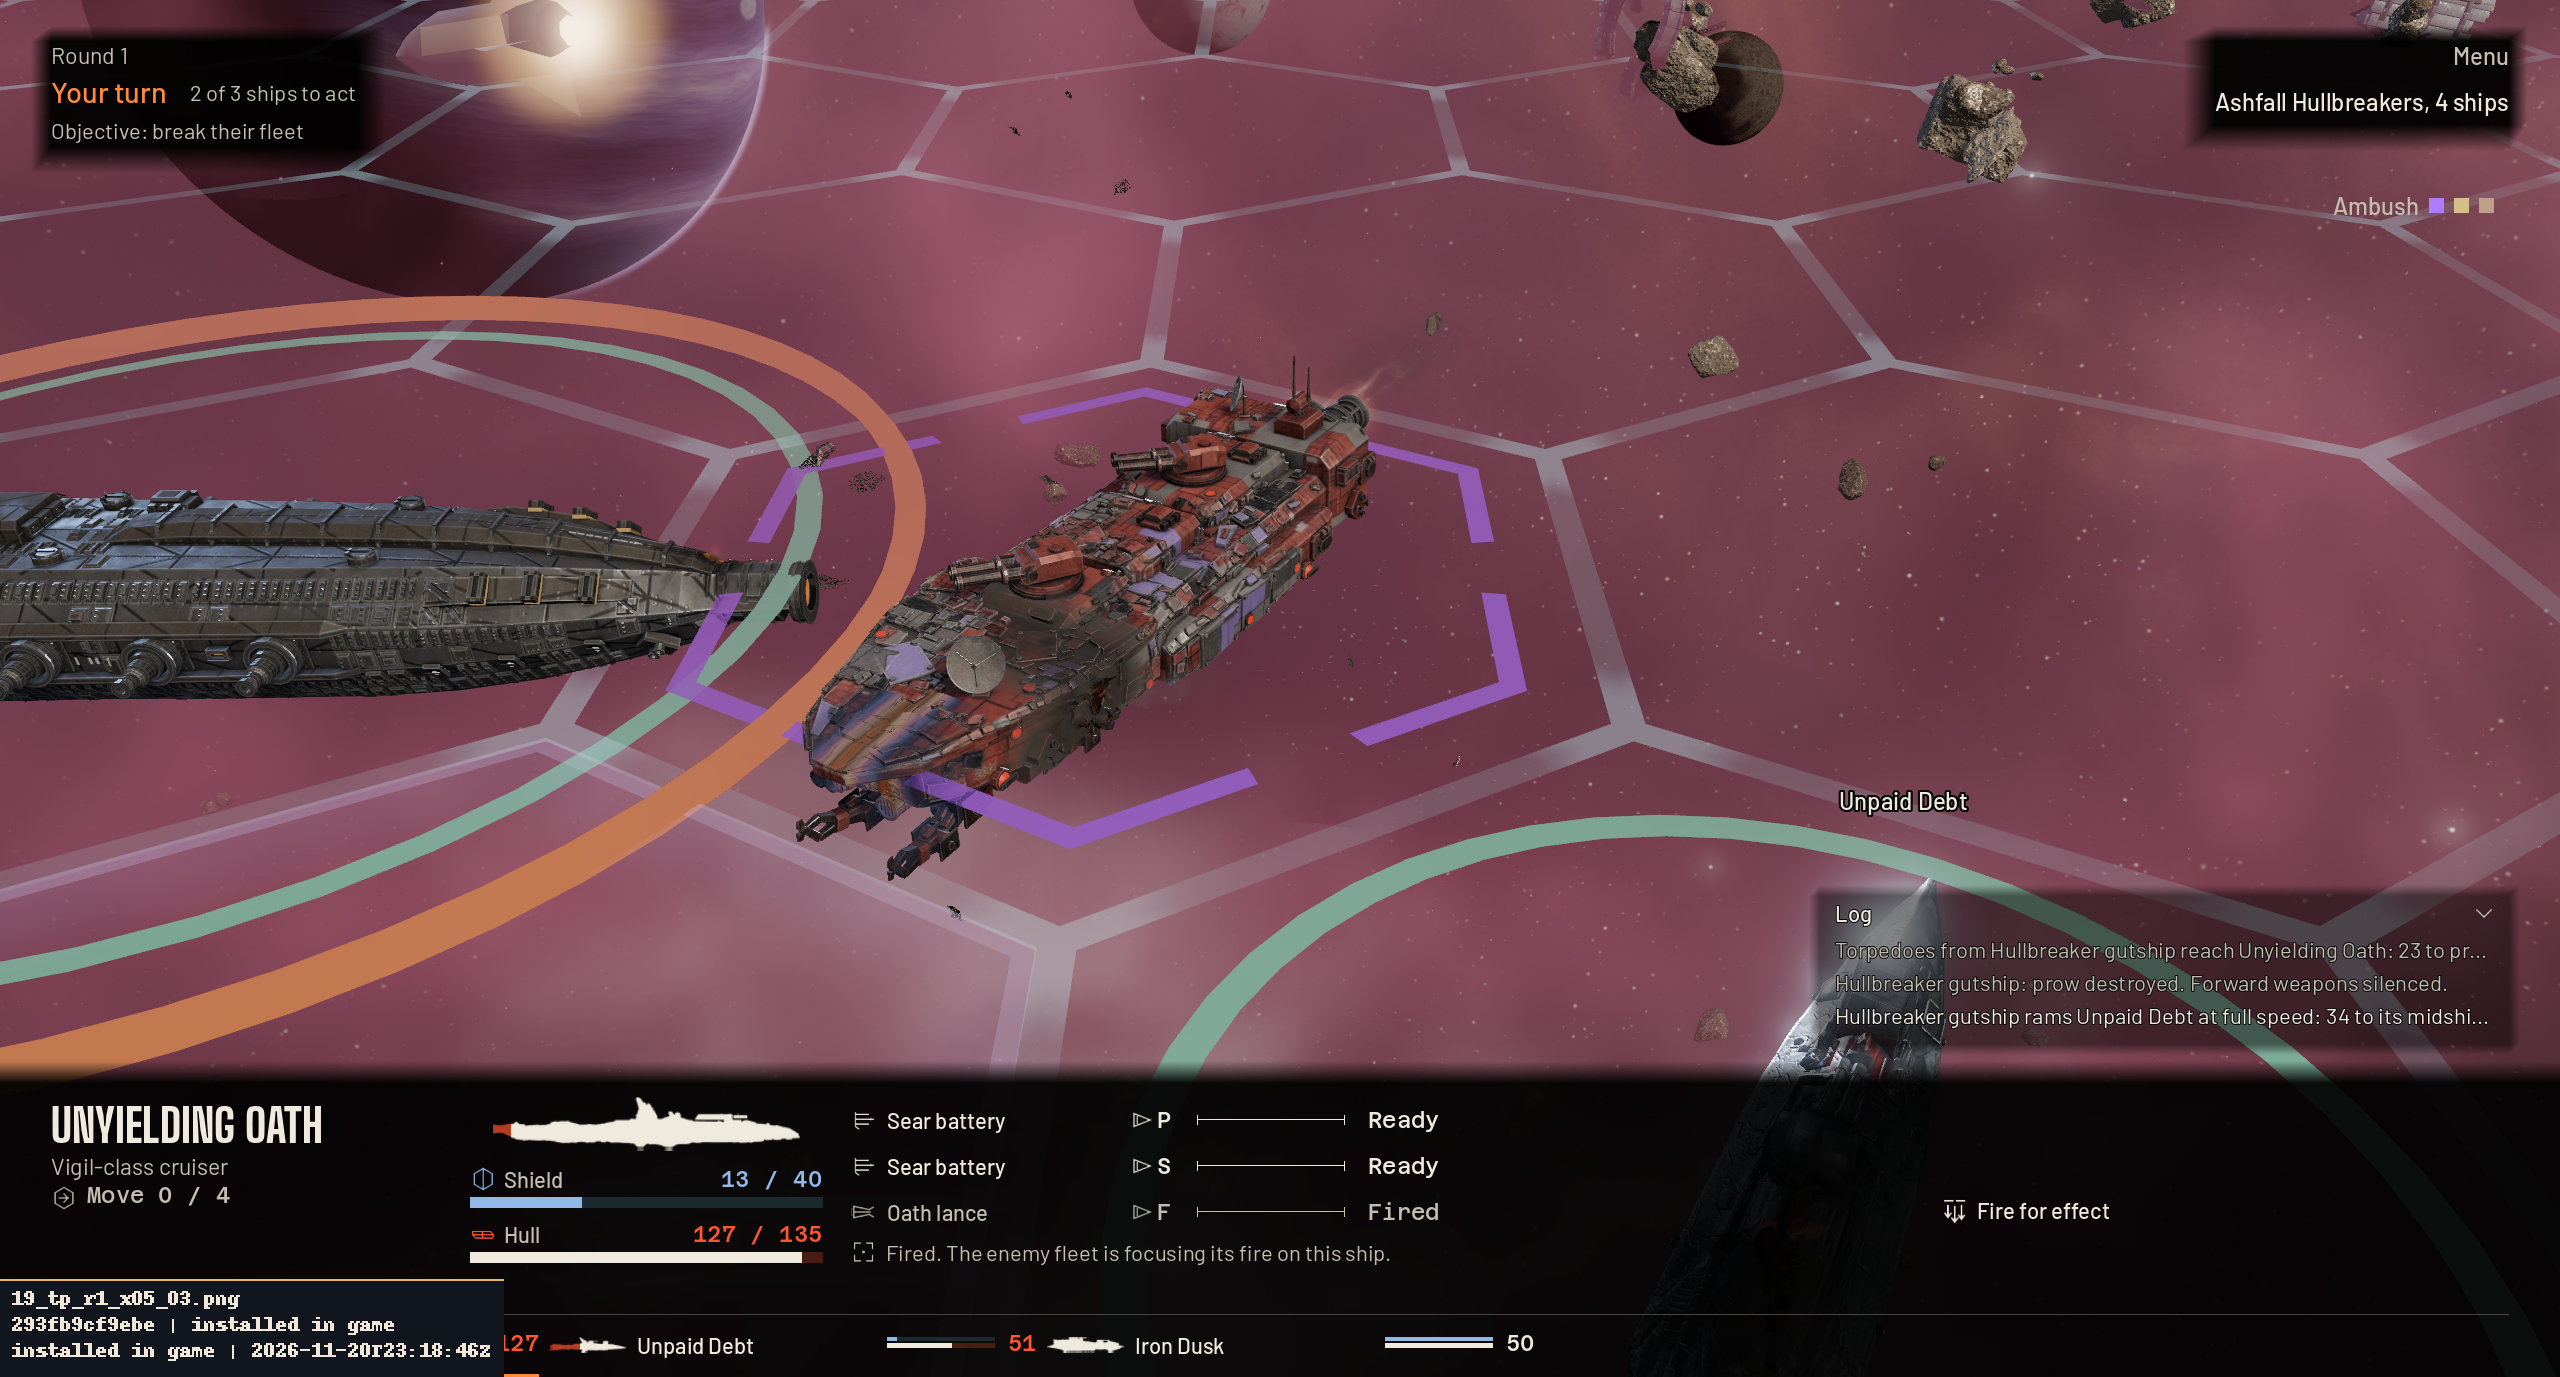 Round 1
Your turn 2 of 3 ships to act
Objective: break their fleet
Menu
Ashfall Hullbreakers, 4 ships
Ambush
Unpaid Debt
Log
Torpedoes from Hullbreaker gutship reach Unyielding Oath: 23 to pr...
Hullbreaker gutship: prow destroyed. Forward weapons silenced.
Hullbreaker gutship rams Unpaid Debt at full speed: 34 to its midshi...
UNYIELDING OATH
Vigil-class cruiser
Move 0 / 4
Shield 13 / 40
Hull 127 / 135
Sear battery P Ready
Sear battery S Ready
Oath lance F Fired
Fired. The enemy fleet is focusing its fire on this ship.
Fire for effect
19_tp_r1_x05_03.png
293fb9cf9ebe | installed in game
installed in game | 2026-11-20T23:18:46Z
127 Unpaid Debt 51 Iron Dusk 50